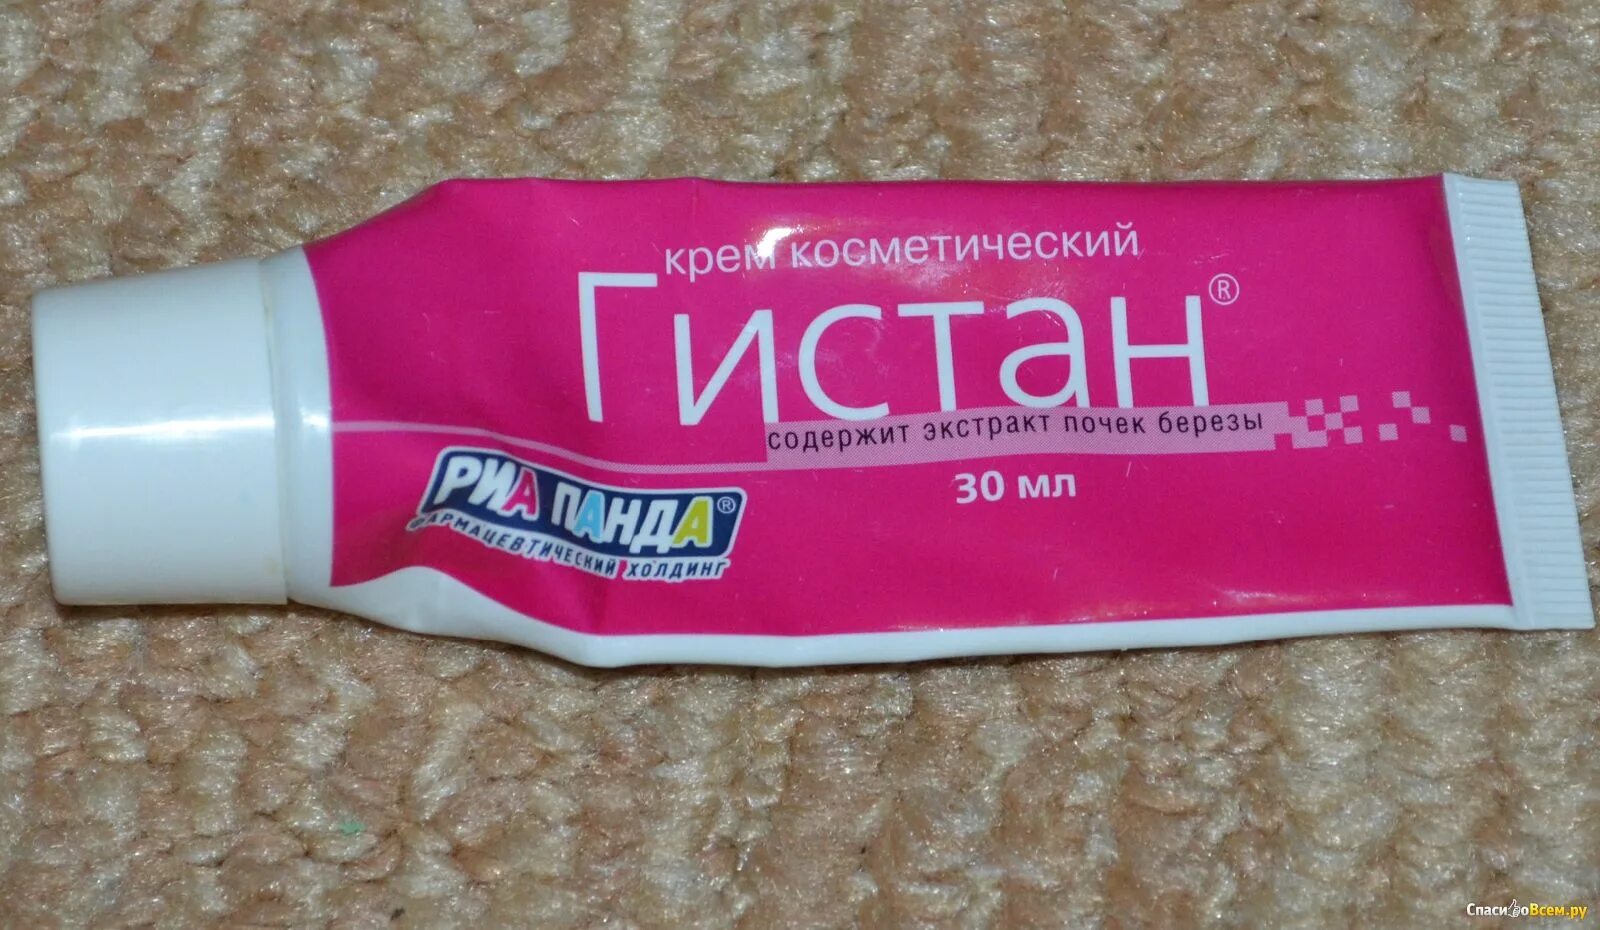 крем косметический
Гистан®
содержит экстракт почек березы
30 мл
РИА ПАНДА®
ФАРМАЦЕВТИЧЕСКИЙ ХОЛДИНГ
СпасибоВсем.ру